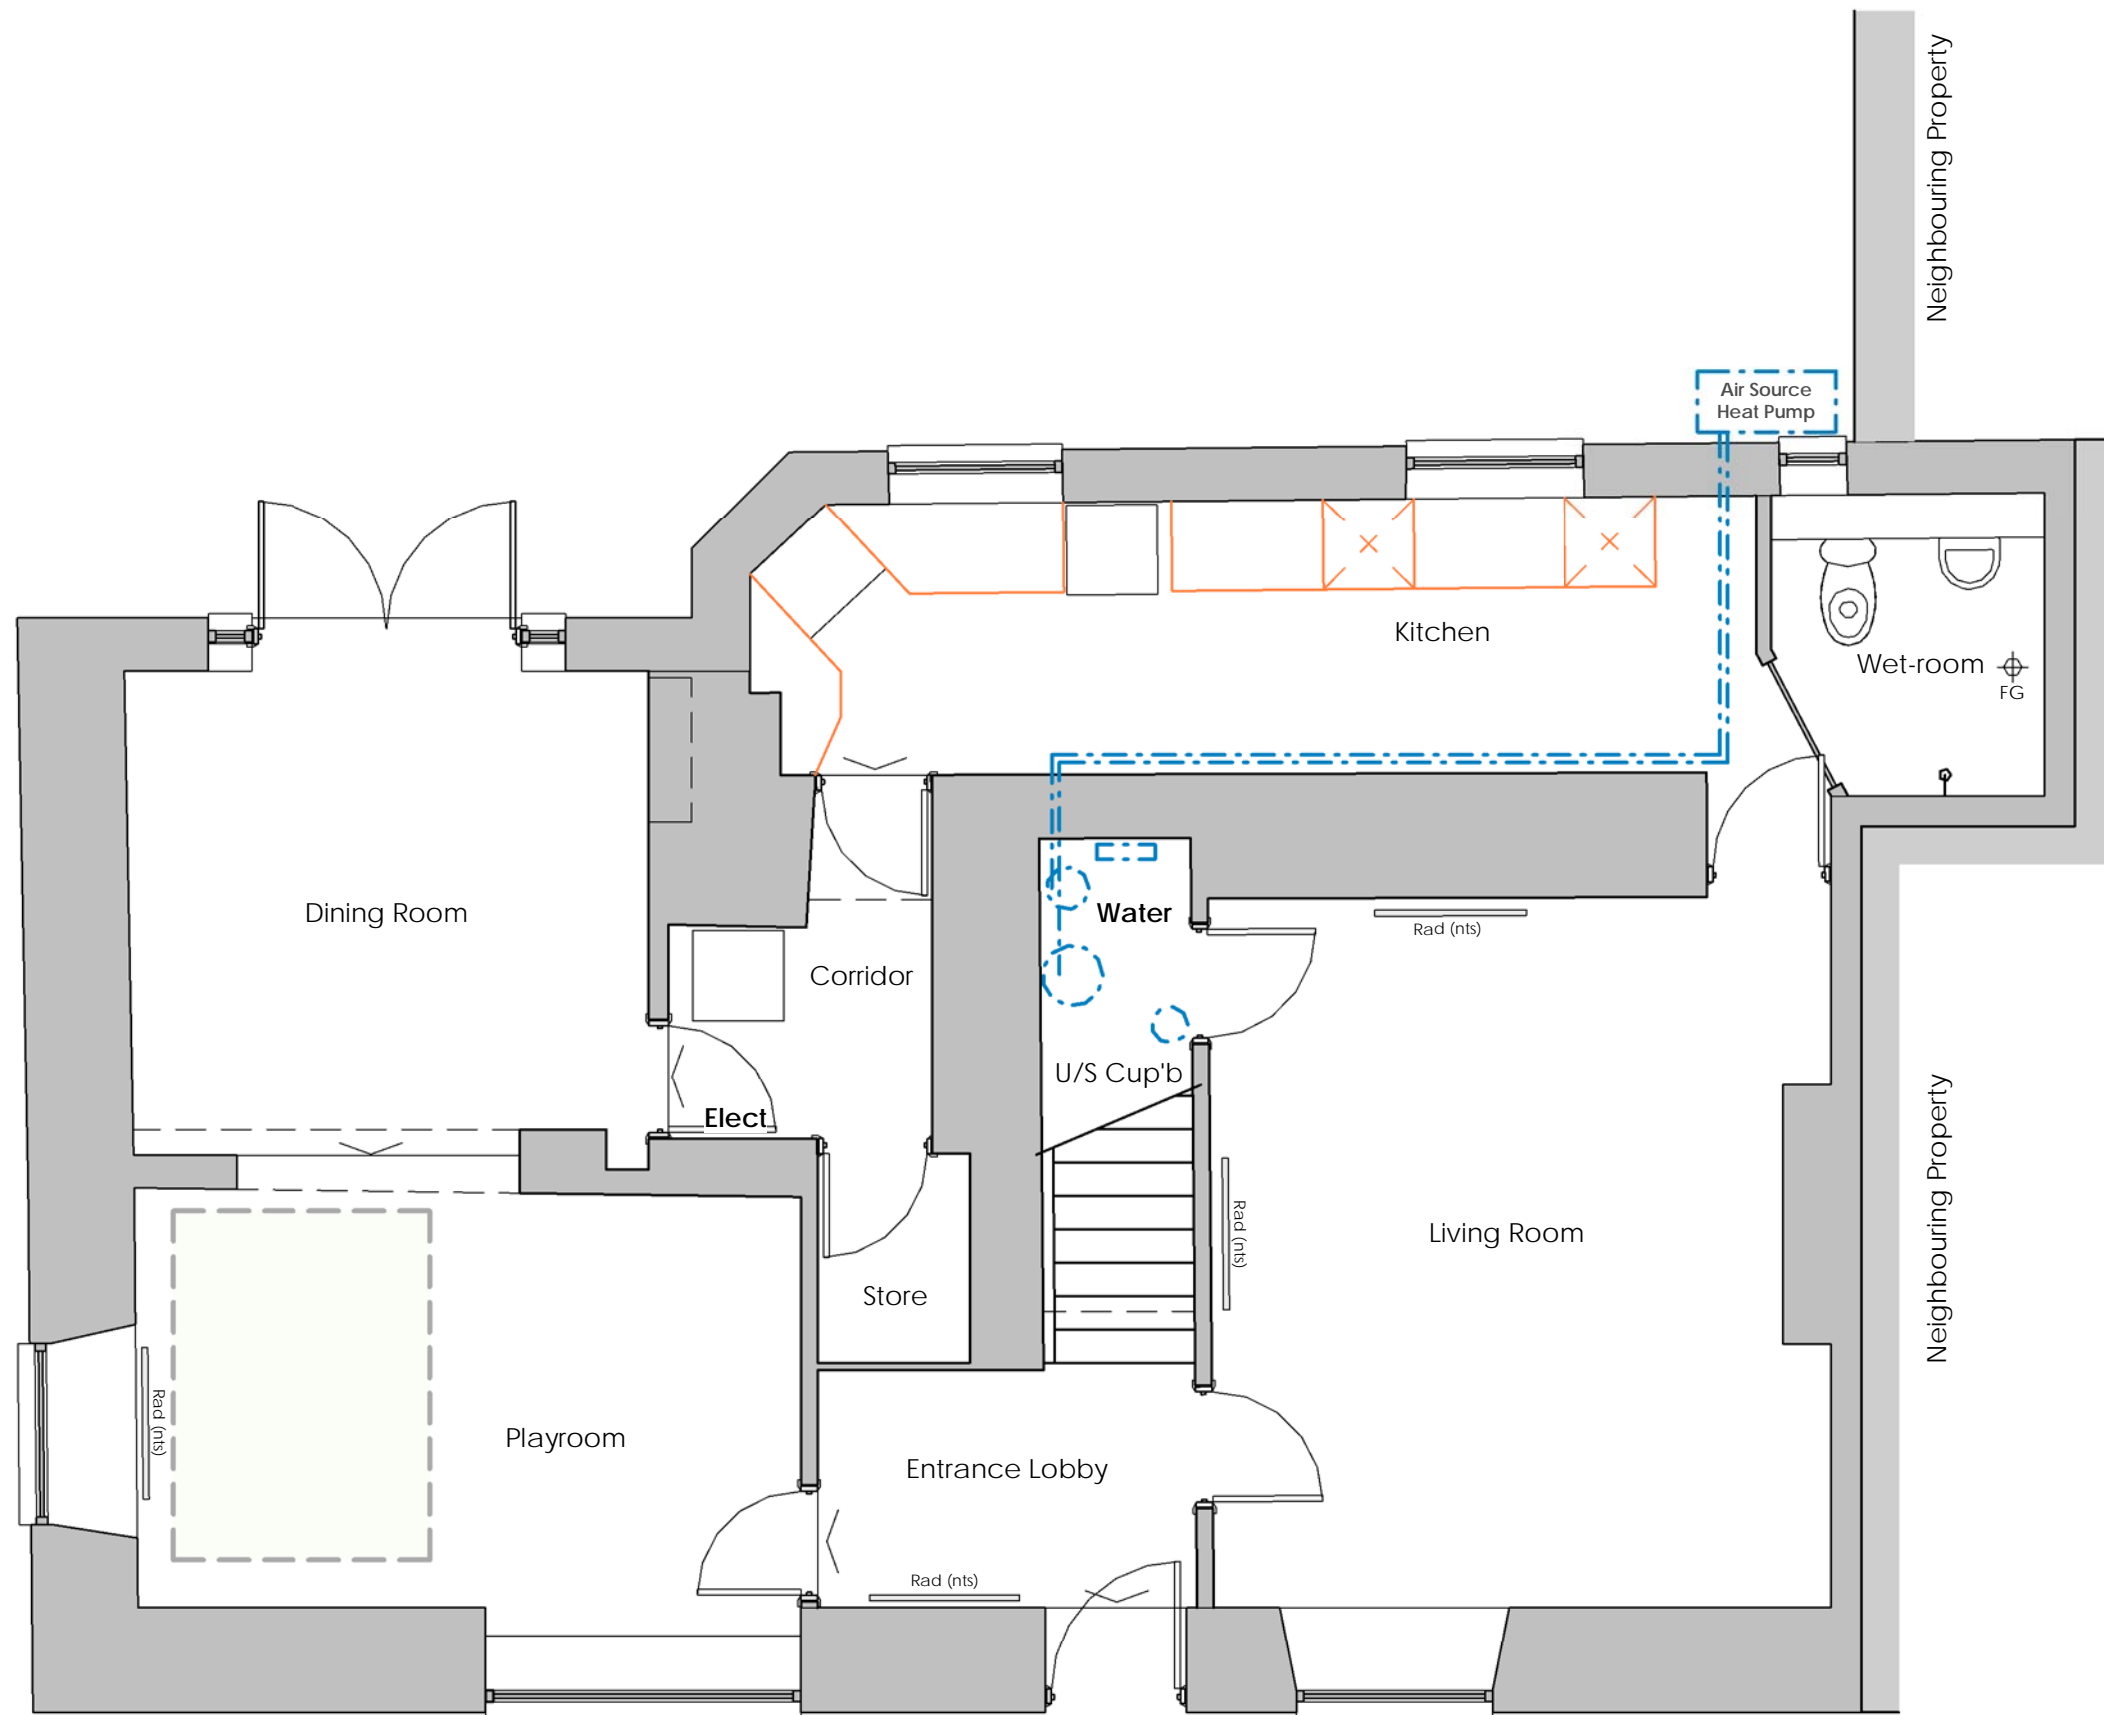 Neighbouring Property
Air Source
Heat Pump
Kitchen
Wet-room
FG
Dining Room
Water
Rad (nts)
Corridor
U/S Cup'b
Elect
Rad (nts)
Living Room
Neighbouring Property
Store
Rad (nts)
Playroom
Entrance Lobby
Rad (nts)